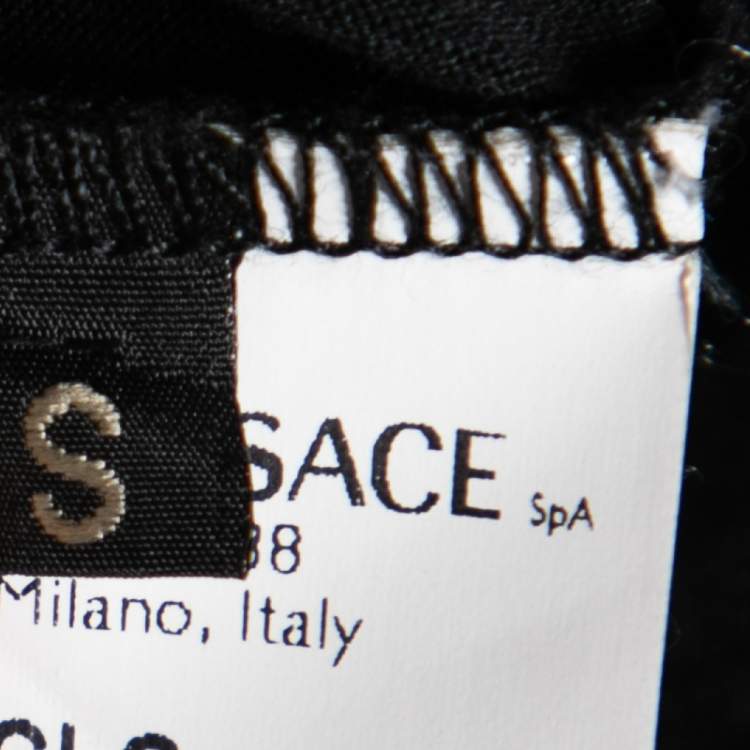 S
SACE SpA
38
Milano, Italy